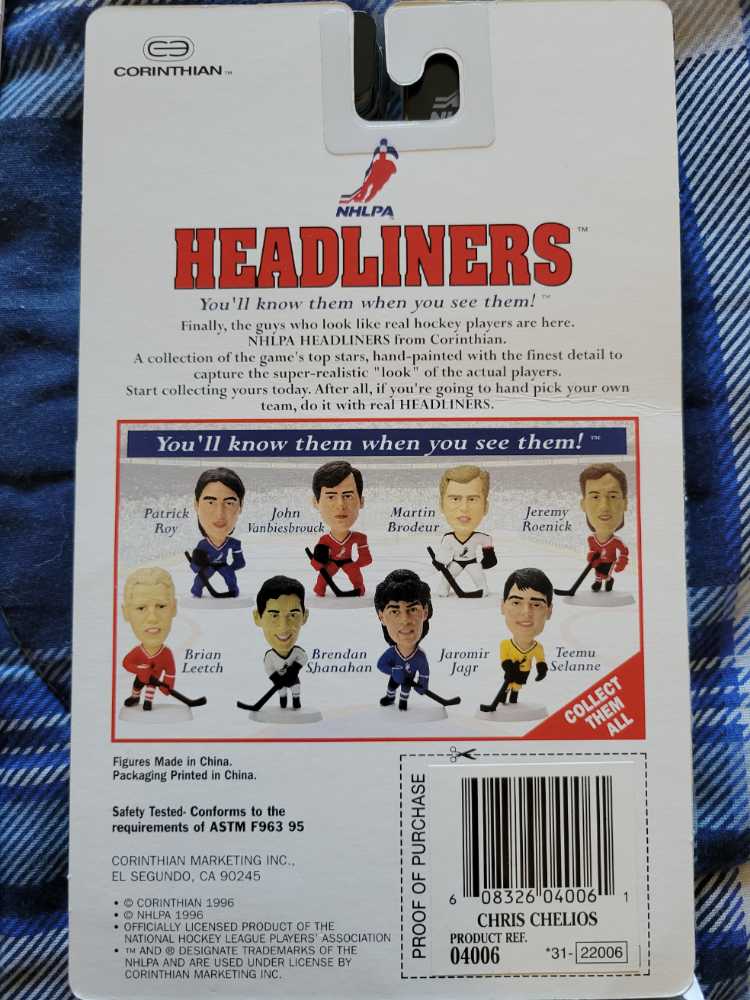 CORINTHIAN™
NHLPA
HEADLINERS™
You'll know them when you see them! ™
Finally, the guys who look like real hockey players are here.
NHLPA HEADLINERS from Corinthian.
A collection of the game's top stars, hand-painted with the finest detail to
capture the super-realistic "look" of the actual players.
Start collecting yours today. After all, if you're going to hand pick your own
team, do it with real HEADLINERS.
You'll know them when you see them! ™
Patrick
Roy
John
Vanbiesbrouck
Martin
Brodeur
Jeremy
Roenick
Brian
Leetch
Brendan
Shanahan
Jaromir
Jagr
Teemu
Selanne
COLLECT
THEM
ALL
Figures Made in China.
Packaging Printed in China.
Safety Tested- Conforms to the
requirements of ASTM F963 95
CORINTHIAN MARKETING INC.,
EL SEGUNDO, CA 90245
• © CORINTHIAN 1996
• © NHLPA 1996
• OFFICIALLY LICENSED PRODUCT OF THE
NATIONAL HOCKEY LEAGUE PLAYERS' ASSOCIATION
• ™ AND ® DESIGNATE TRADEMARKS OF THE
NHLPA AND ARE USED UNDER LICENSE BY
CORINTHIAN MARKETING INC.
PROOF OF PURCHASE
6 08326 04006 1
CHRIS CHELIOS
PRODUCT REF.
04006 *31- 22006